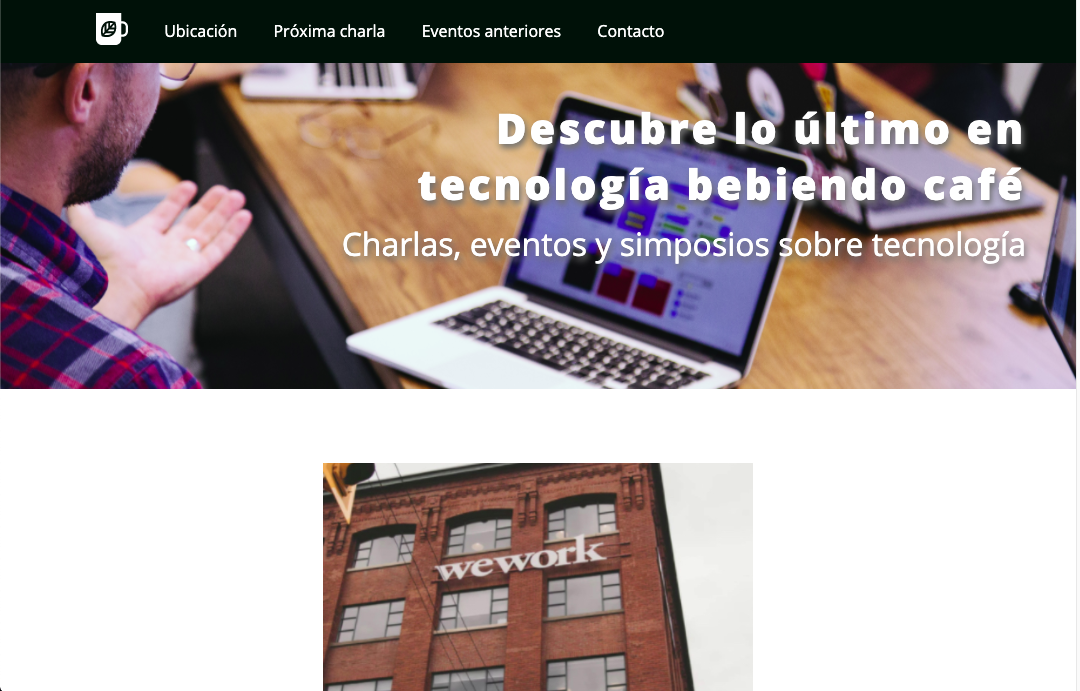 Ubicación Próxima charla Eventos anteriores Contacto
Descubre lo último en
tecnología bebiendo café
Charlas, eventos y simposios sobre tecnología
wework